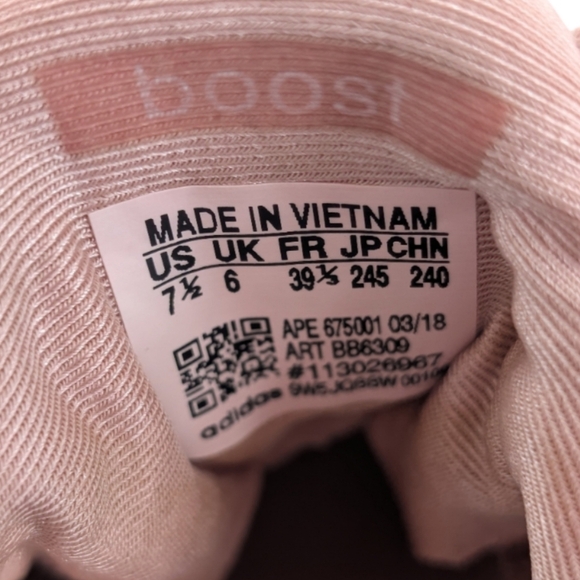 boost
MADE IN VIETNAM
US UK FR JP CHN
7½ 6 39⅓ 245 240
APE 675001 03/18
ART BB6309
#113026967
adidas